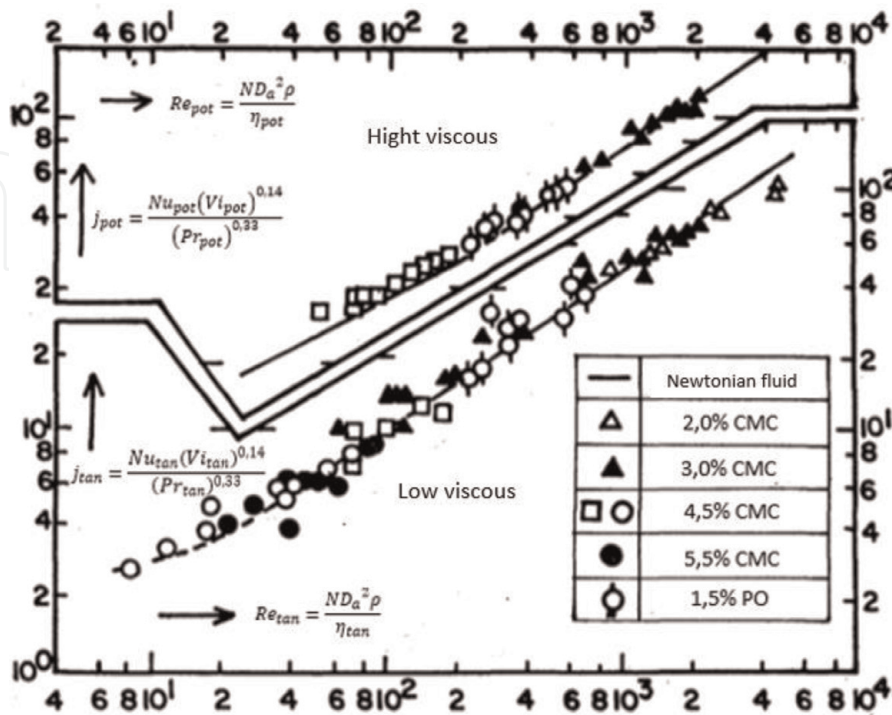 2 4 6 8 10¹ 2 4 6 8 10² 2 4 6 8 10³ 2 4 6 8 10⁴
10²
8
6
4
2
2
10¹
8
6
4
2
10⁰
Re_pot = ND_a²ρ / η_pot
Hight viscous
j_pot = Nu_pot(Vi_pot)^0,14 / (Pr_pot)^0,33
j_tan = Nu_tan(Vi_tan)^0,14 / (Pr_tan)^0,33
Low viscous
Re_tan = ND_a²ρ / η_tan
Newtonian fluid
2,0% CMC
3,0% CMC
4,5% CMC
5,5% CMC
1,5% PO
10²
8
6
4
2
10¹
8
6
4
2
4 6 8 10¹ 2 4 6 8 10² 2 4 6 8 10³ 2 4 6 8 10⁴